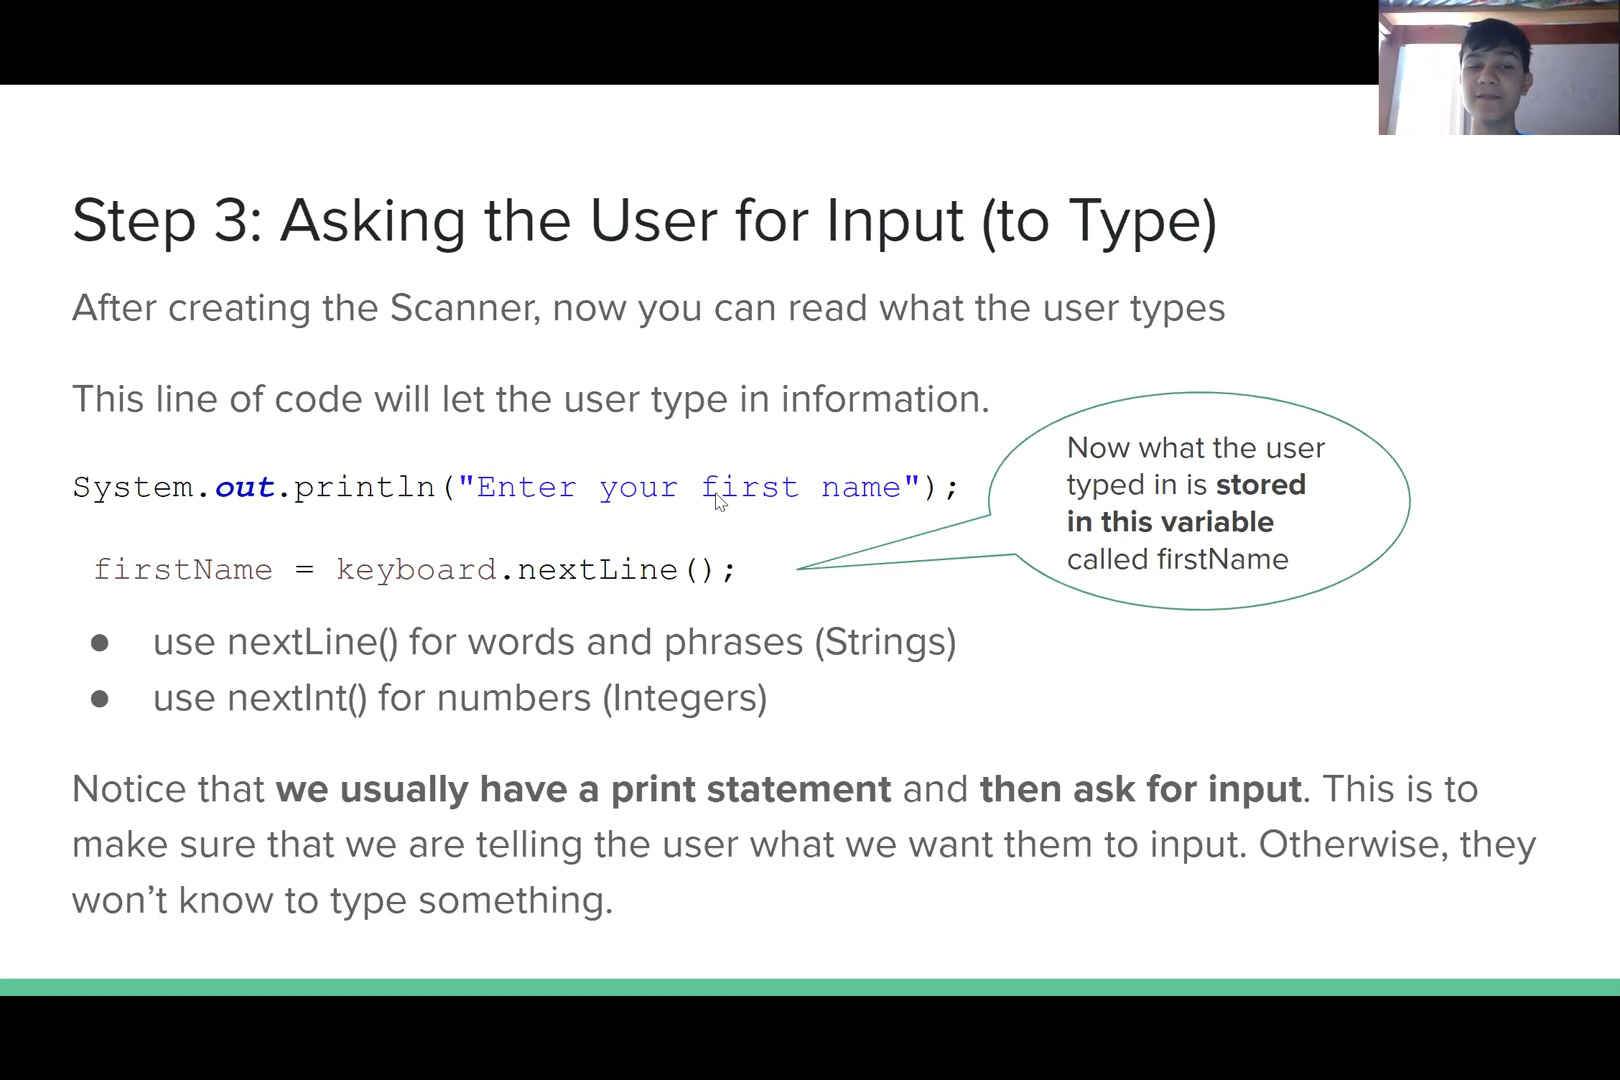 Step 3: Asking the User for Input (to Type)
After creating the Scanner, now you can read what the user types
This line of code will let the user type in information.
System.out.println("Enter your first name");
firstName = keyboard.nextLine();
Now what the user
typed in is stored
in this variable
called firstName
● use nextLine() for words and phrases (Strings)
● use nextInt() for numbers (Integers)
Notice that we usually have a print statement and then ask for input. This is to
make sure that we are telling the user what we want them to input. Otherwise, they
won’t know to type something.